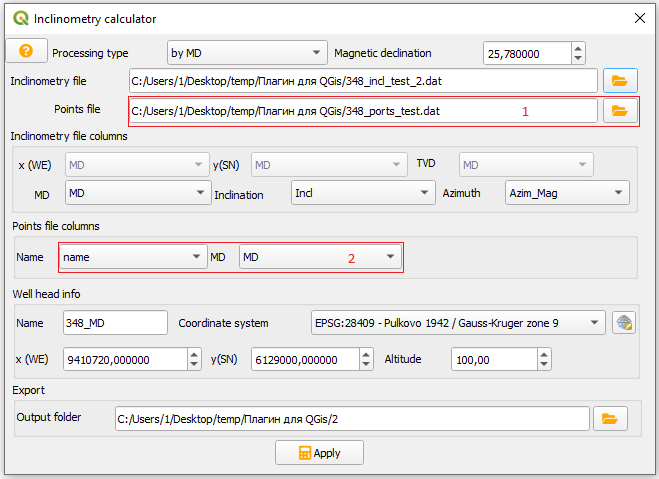 Inclinometry calculator
? Processing type by MD Magnetic declination 25,780000
Inclinometry file C:/Users/1/Desktop/temp/Плагин для QGis/348_incl_test_2.dat
Points file C:/Users/1/Desktop/temp/Плагин для QGis/348_ports_test.dat 1
Inclinometry file columns
x (WE) MD y(SN) MD TVD MD
MD MD Inclination Incl Azimuth Azim_Mag
Points file columns
Name name MD MD 2
Well head info
Name 348_MD Coordinate system EPSG:28409 - Pulkovo 1942 / Gauss-Kruger zone 9
x (WE) 9410720,000000 y(SN) 6129000,000000 Altitude 100,00
Export
Output folder C:/Users/1/Desktop/temp/Плагин для QGis/2
Apply